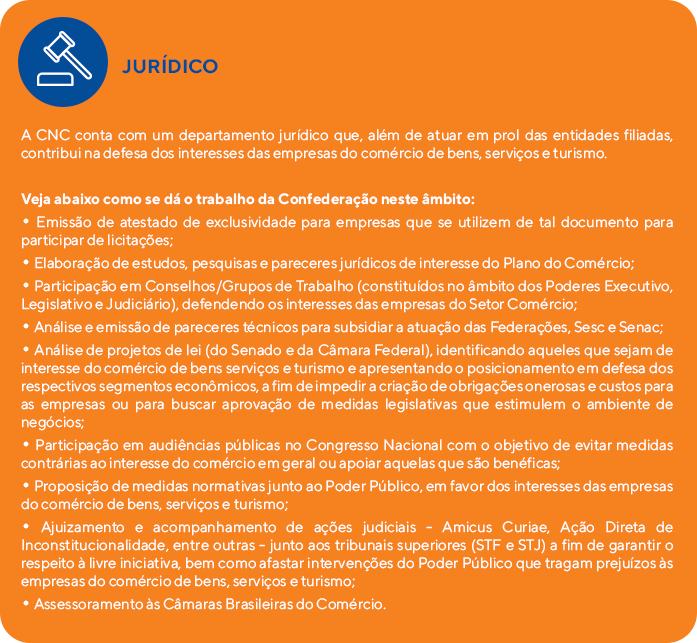 JURÍDICO
A CNC conta com um departamento jurídico que, além de atuar em prol das entidades filiadas,
contribui na defesa dos interesses das empresas do comércio de bens, serviços e turismo.
Veja abaixo como se dá o trabalho da Confederação neste âmbito:
• Emissão de atestado de exclusividade para empresas que se utilizem de tal documento para
participar de licitações;
• Elaboração de estudos, pesquisas e pareceres jurídicos de interesse do Plano do Comércio;
• Participação em Conselhos/Grupos de Trabalho (constituídos no âmbito dos Poderes Executivo,
Legislativo e Judiciário), defendendo os interesses das empresas do Setor Comércio;
• Análise e emissão de pareceres técnicos para subsidiar a atuação das Federações, Sesc e Senac;
• Análise de projetos de lei (do Senado e da Câmara Federal), identificando aqueles que sejam de
interesse do comércio de bens serviços e turismo e apresentando o posicionamento em defesa dos
respectivos segmentos econômicos, a fim de impedir a criação de obrigações onerosas e custos para
as empresas ou para buscar aprovação de medidas legislativas que estimulem o ambiente de
negócios;
• Participação em audiências públicas no Congresso Nacional com o objetivo de evitar medidas
contrárias ao interesse do comércio em geral ou apoiar aquelas que são benéficas;
• Proposição de medidas normativas junto ao Poder Público, em favor dos interesses das empresas
do comércio de bens, serviços e turismo;
• Ajuizamento e acompanhamento de ações judiciais - Amicus Curiae, Ação Direta de
Inconstitucionalidade, entre outras - junto aos tribunais superiores (STF e STJ) a fim de garantir o
respeito à livre iniciativa, bem como afastar intervenções do Poder Público que tragam prejuízos às
empresas do comércio de bens, serviços e turismo;
• Assessoramento às Câmaras Brasileiras do Comércio.